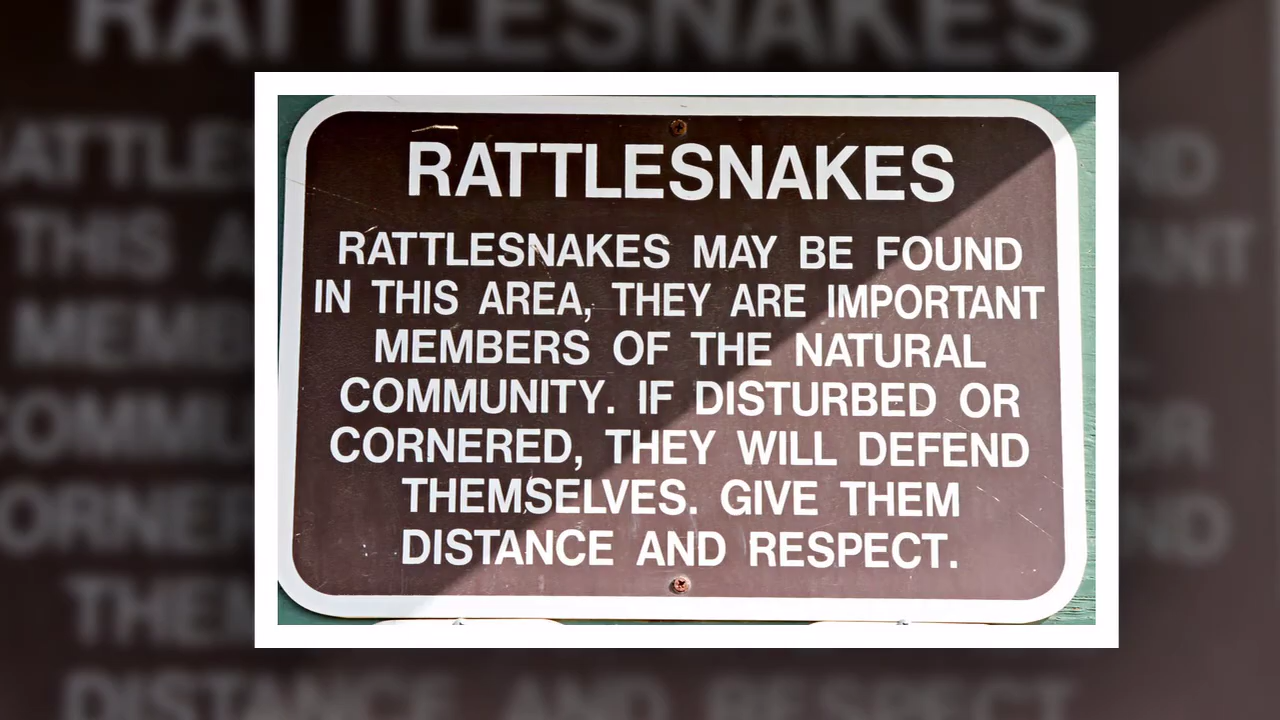 RATTLESNAKES
RATTLESNAKES MAY BE FOUND
IN THIS AREA, THEY ARE IMPORTANT
MEMBERS OF THE NATURAL
COMMUNITY. IF DISTURBED OR
CORNERED, THEY WILL DEFEND
THEMSELVES. GIVE THEM
DISTANCE AND RESPECT.